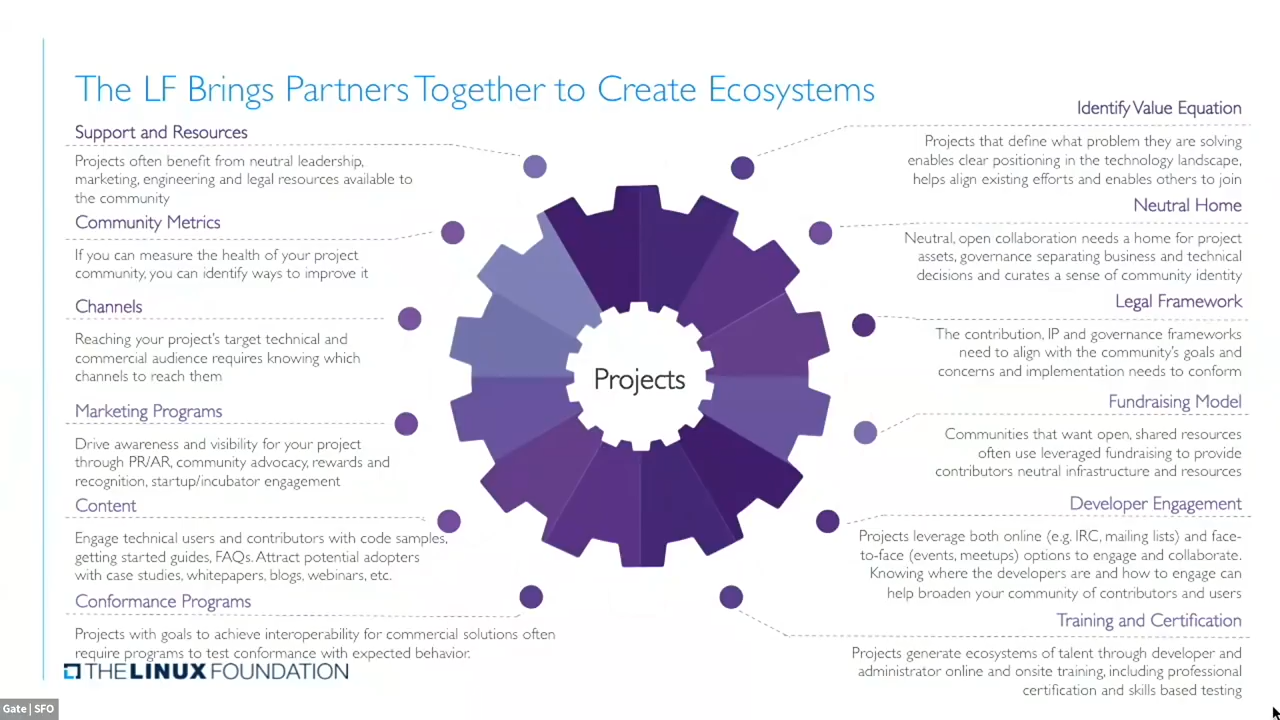 The LF Brings Partners Together to Create Ecosystems
Support and Resources
Projects often benefit from neutral leadership,
marketing, engineering and legal resources available to
the community
Community Metrics
If you can measure the health of your project
community, you can identify ways to improve it
Channels
Reaching your project's target technical and
commercial audience requires knowing which
channels to reach them
Marketing Programs
Drive awareness and visibility for your project
through PR/AR, community advocacy, rewards and
recognition, startup/incubator engagement
Content
Engage technical users and contributors with code samples,
getting started guides, FAQs. Attract potential adopters
with case studies, whitepapers, blogs, webinars, etc.
Conformance Programs
Projects with goals to achieve interoperability for commercial solutions often
require programs to test conformance with expected behavior.
Projects
Identify Value Equation
Projects that define what problem they are solving
enables clear positioning in the technology landscape,
helps align existing efforts and enables others to join
Neutral Home
Neutral, open collaboration needs a home for project
assets, governance separating business and technical
decisions and curates a sense of community identity
Legal Framework
The contribution, IP and governance frameworks
need to align with the community's goals and
concerns and implementation needs to conform
Fundraising Model
Communities that want open, shared resources
often use leveraged fundraising to provide
contributors neutral infrastructure and resources
Developer Engagement
Projects leverage both online (e.g. IRC, mailing lists) and face-
to-face (events, meetups) options to engage and collaborate.
Knowing where the developers are and how to engage can
help broaden your community of contributors and users
Training and Certification
Projects generate ecosystems of talent through developer and
administrator online and onsite training, including professional
certification and skills based testing
THE LINUX FOUNDATION
Gate | SFO